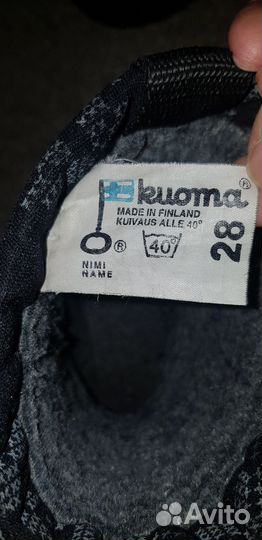 kuoma®
MADE IN FINLAND
KUIVAUS ALLE 40°
® 40°
NIMI
NAME
28
Avito